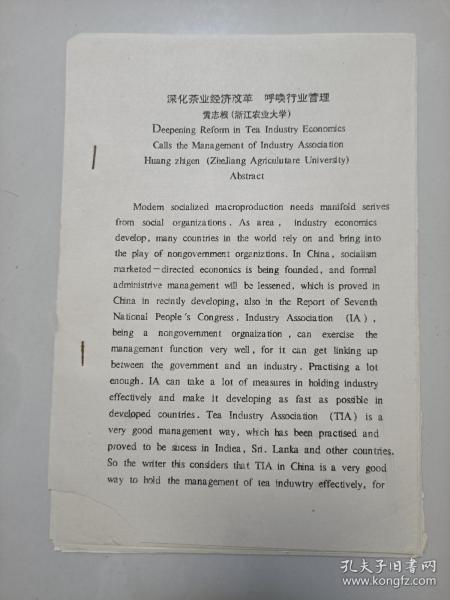 深化茶业经济改革 呼唤行业管理
黄志根(浙江农业大学)
Deepening Reform in Tea Industry Economics
Calls the Management of Industry Association
Huang zhigen (ZheJiang Agriculutare University)
Abstract
Modern socialized macroproduction needs manifold serives
from social organizations. As area, industry economics
develop, many countries in the world rely on and bring into
the play of nongovernment organiztions. In China, socialism
marketed-directed economics is being founded, and formal
administrive management will be lessened, which is proved in
China in recintly developing, also in the Report of Seventh
National People's Congress. Industry Association (IA),
being a nongovernment orgnaization, can exercise the
management function very well, for it can get linking up
between the government and an industry. Practising a lot
enough. IA can take a lot of measures in holding industry
effectively and make it developing as fast as possible in
developed countries. Tea Industry Association (TIA) is a
very good management way, which has been practised and
proved to be sucess in Indiea, Sri. Lanka and other countries.
So the writer this considers that TIA in China is a very good
way to hold the management of tea induwtry effectively, for
孔夫子旧书网
www.kongfz.com